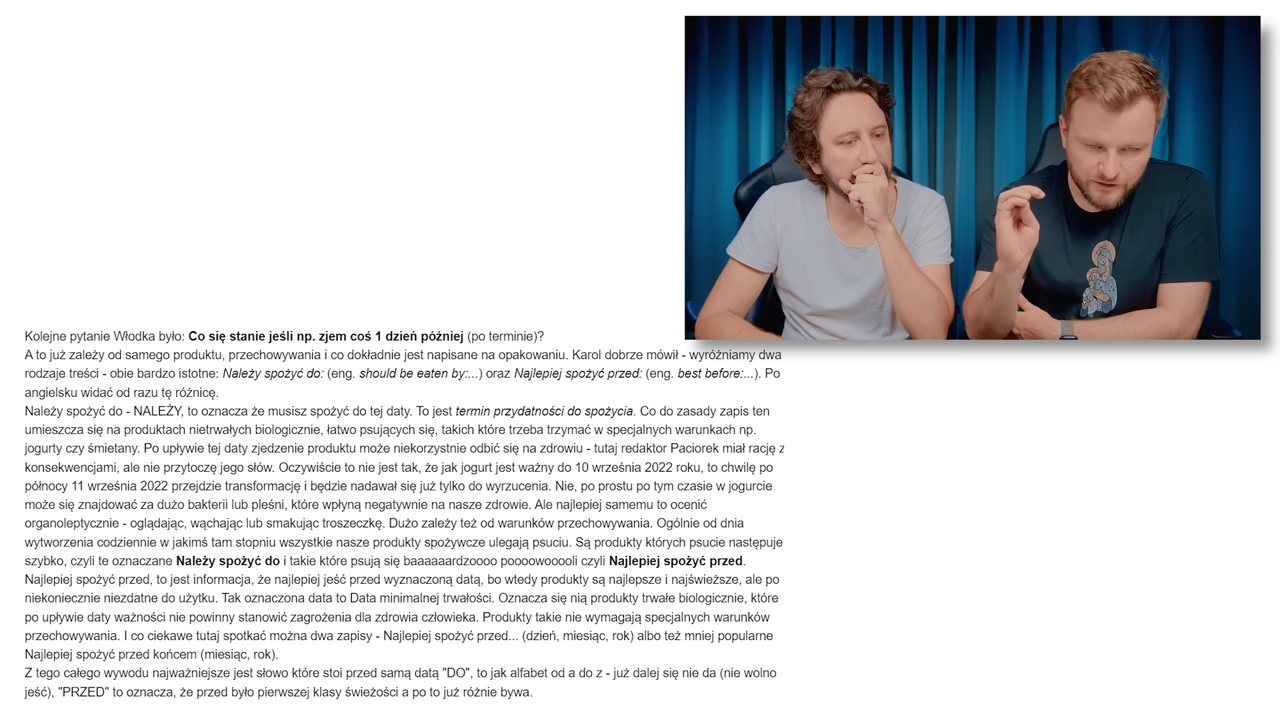 Kolejne pytanie Włodka było: Co się stanie jeśli np. zjem coś 1 dzień później (po terminie)?
A to już zależy od samego produktu, przechowywania i co dokładnie jest napisane na opakowaniu. Karol dobrze mówił - wyróżniamy dwa
rodzaje treści - obie bardzo istotne: Należy spożyć do: (eng. should be eaten by:...) oraz Najlepiej spożyć przed: (eng. best before:...). Po
angielsku widać od razu tę różnicę.
Należy spożyć do - NALEŻY, to oznacza że musisz spożyć do tej daty. To jest termin przydatności do spożycia. Co do zasady zapis ten
umieszcza się na produktach nietrwałych biologicznie, łatwo psujących się, takich które trzeba trzymać w specjalnych warunkach np.
jogurty czy śmietany. Po upływie tej daty zjedzenie produktu może niekorzystnie odbić się na zdrowiu - tutaj redaktor Paciorek miał rację z
konsekwencjami, ale nie przytoczę jego słów. Oczywiście to nie jest tak, że jak jogurt jest ważny do 10 września 2022 roku, to chwilę po
północy 11 września 2022 przejdzie transformację i będzie nadawał się już tylko do wyrzucenia. Nie, po prostu po tym czasie w jogurcie
może się znajdować za dużo bakterii lub pleśni, które wpłyną negatywnie na nasze zdrowie. Ale najlepiej samemu to ocenić
organoleptycznie - oglądając, wąchając lub smakując troszeczkę. Dużo zależy też od warunków przechowywania. Ogólnie od dnia
wytworzenia codziennie w jakimś tam stopniu wszystkie nasze produkty spożywcze ulegają psuciu. Są produkty których psucie następuje
szybko, czyli te oznaczane Należy spożyć do i takie które psują się baaaaaardzoooo poooowooooli czyli Najlepiej spożyć przed.
Najlepiej spożyć przed, to jest informacja, że najlepiej jeść przed wyznaczoną datą, bo wtedy produkty są najlepsze i najświeższe, ale po
niekoniecznie niezdatne do użytku. Tak oznaczona data to Data minimalnej trwałości. Oznacza się nią produkty trwałe biologicznie, które
po upływie daty ważności nie powinny stanowić zagrożenia dla zdrowia człowieka. Produkty takie nie wymagają specjalnych warunków
przechowywania. I co ciekawe tutaj spotkać można dwa zapisy - Najlepiej spożyć przed... (dzień, miesiąc, rok) albo też mniej popularne
Najlepiej spożyć przed końcem (miesiąc, rok).
Z tego całego wywodu najważniejsze jest słowo które stoi przed samą datą "DO", to jak alfabet od a do z - już dalej się nie da (nie wolno
jeść), "PRZED" to oznacza, że przed było pierwszej klasy świeżości a po to już różnie bywa.